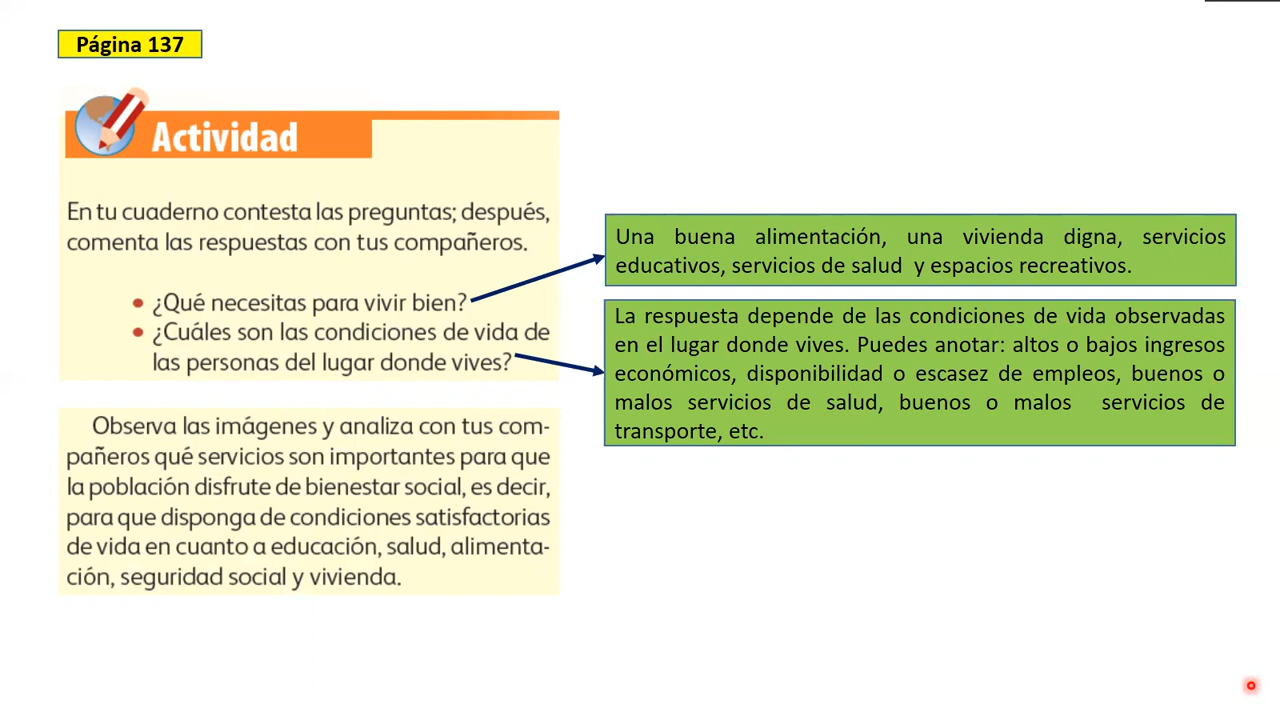 Página 137
Actividad
En tu cuaderno contesta las preguntas; después,
comenta las respuestas con tus compañeros.
• ¿Qué necesitas para vivir bien?
• ¿Cuáles son las condiciones de vida de
las personas del lugar donde vives?
Observa las imágenes y analiza con tus com-
pañeros qué servicios son importantes para que
la población disfrute de bienestar social, es decir,
para que disponga de condiciones satisfactorias
de vida en cuanto a educación, salud, alimenta-
ción, seguridad social y vivienda.
Una buena alimentación, una vivienda digna, servicios
educativos, servicios de salud y espacios recreativos.
La respuesta depende de las condiciones de vida observadas
en el lugar donde vives. Puedes anotar: altos o bajos ingresos
económicos, disponibilidad o escasez de empleos, buenos o
malos servicios de salud, buenos o malos servicios de
transporte, etc.